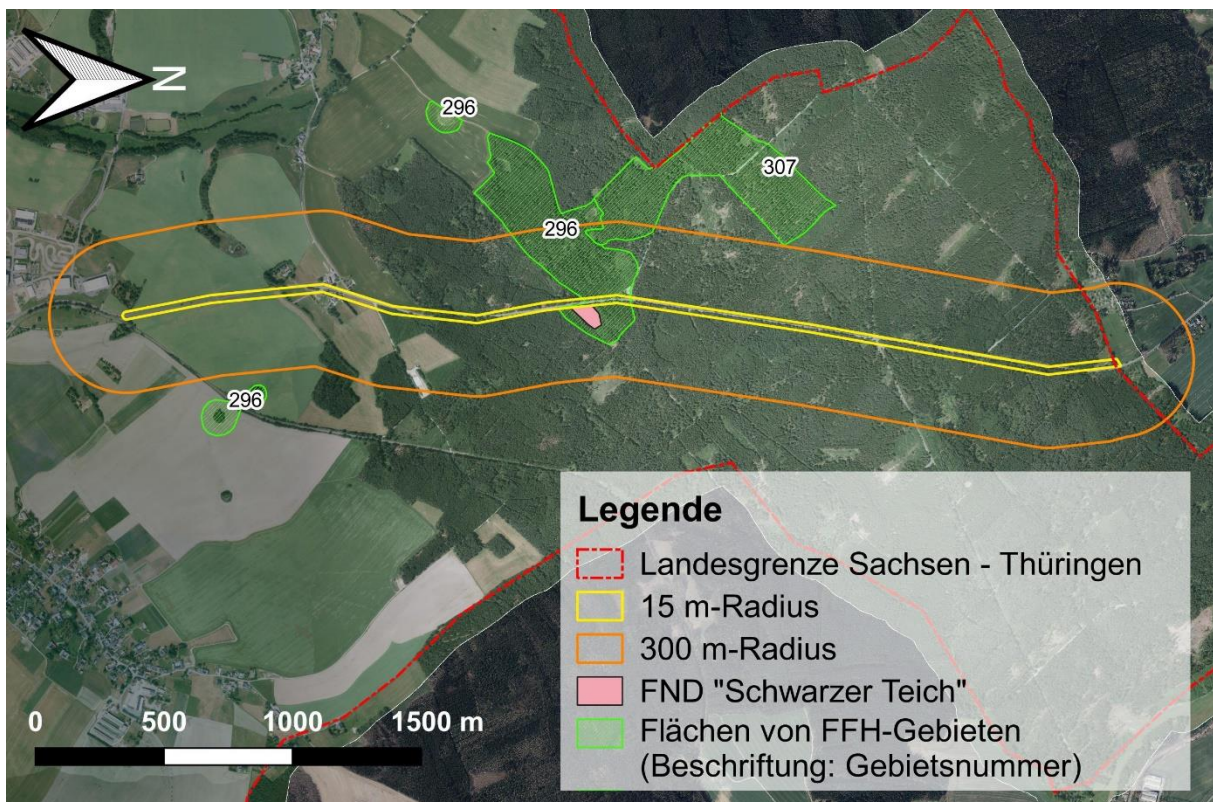 N
296
307
296
296
Legende
Landesgrenze Sachsen - Thüringen
15 m-Radius
300 m-Radius
FND "Schwarzer Teich"
Flächen von FFH-Gebieten
(Beschriftung: Gebietsnummer)
0 500 1000 1500 m